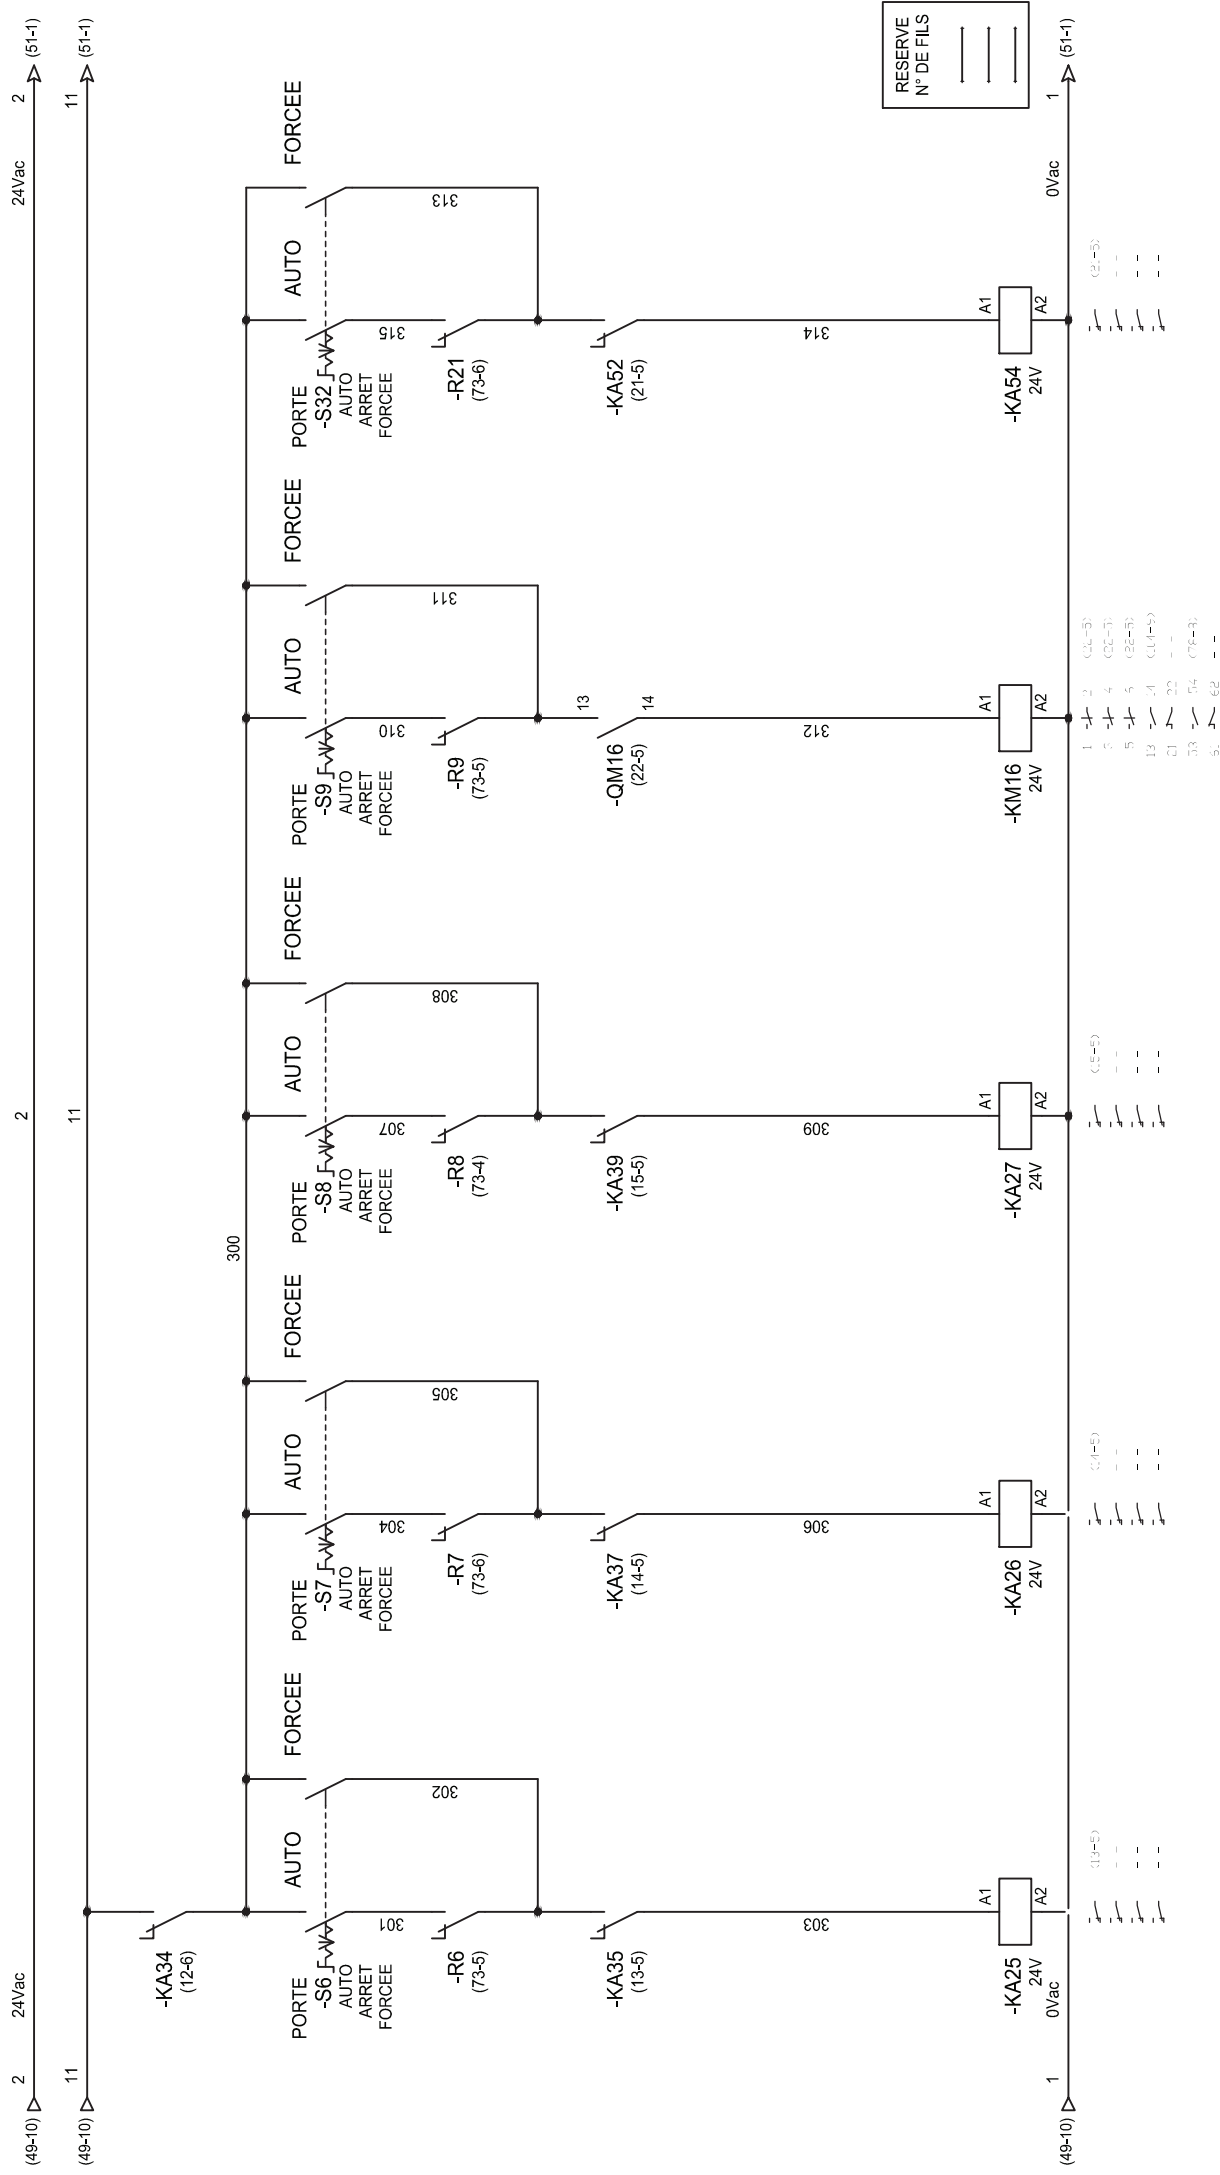 (49-10) 2 24Vac 2 24Vac 2 (51-1)
(49-10) 11 11 11 (51-1)
-KA34
(12-6)
300
PORTE AUTO FORCEE
-S6
AUTO
ARRET
FORCEE
301
302
-R6
(73-5)
-KA35
(13-5)
303
A1
-KA25
24V
A2
(13-5)
PORTE AUTO FORCEE
-S7
AUTO
ARRET
FORCEE
304
305
-R7
(73-6)
-KA37
(14-5)
306
A1
-KA26
24V
A2
PORTE AUTO FORCEE
-S8
AUTO
ARRET
FORCEE
307
308
-R8
(73-4)
-KA39
(15-5)
309
A1
-KA27
24V
A2
PORTE AUTO FORCEE
-S9
AUTO
ARRET
FORCEE
310
311
-R9
(73-5)
13
-QM16
(22-5)
14
312
A1
-KM16
24V
A2
PORTE AUTO FORCEE
-S32
AUTO
ARRET
FORCEE
315
313
-R21
(73-6)
-KA52
(21-5)
314
A1
-KA54
24V
A2
RESERVE
N° DE FILS
(49-10) 1 0Vac 0Vac 1 (51-1)